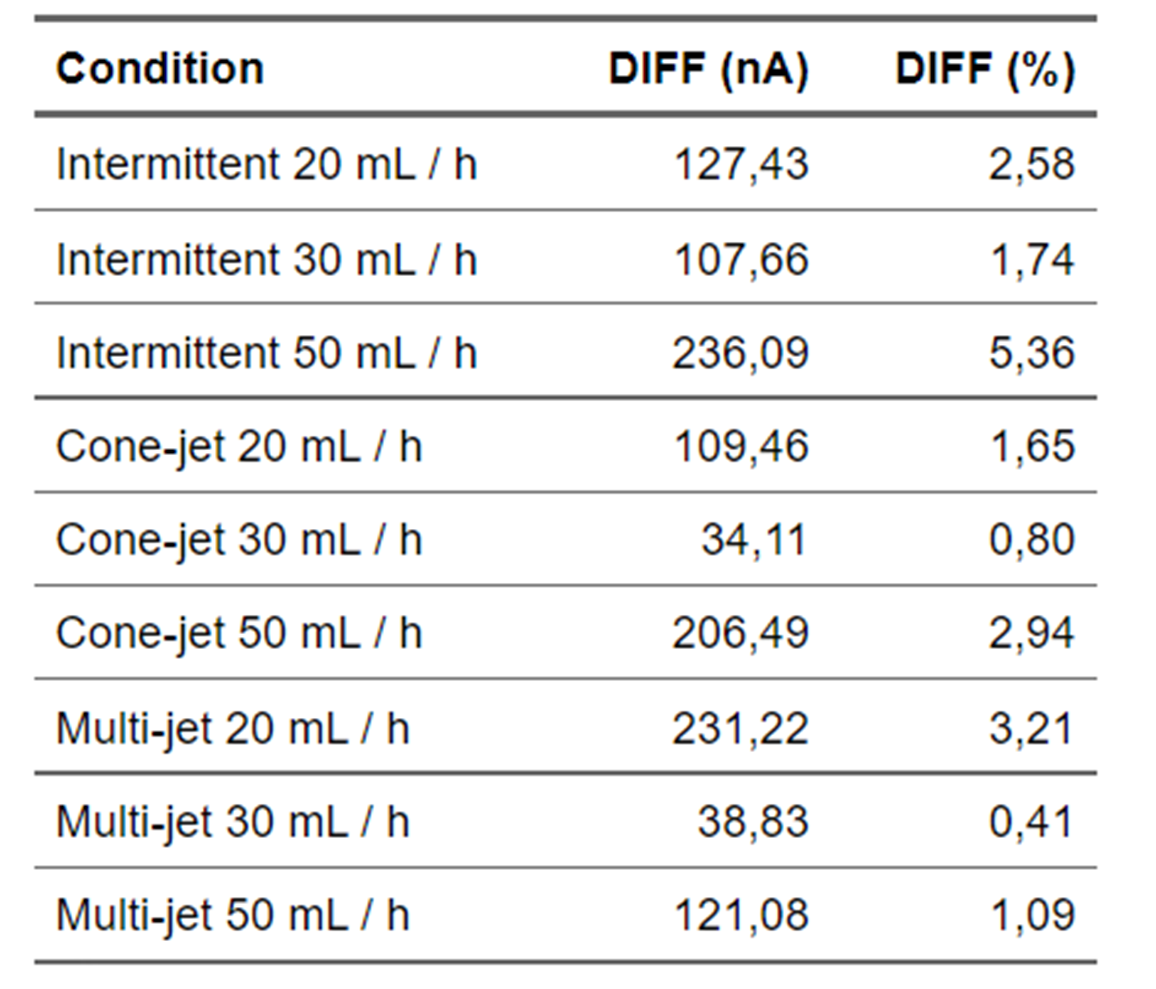 Condition DIFF (nA) DIFF (%)
Intermittent 20 mL / h 127,43 2,58
Intermittent 30 mL / h 107,66 1,74
Intermittent 50 mL / h 236,09 5,36
Cone-jet 20 mL / h 109,46 1,65
Cone-jet 30 mL / h 34,11 0,80
Cone-jet 50 mL / h 206,49 2,94
Multi-jet 20 mL / h 231,22 3,21
Multi-jet 30 mL / h 38,83 0,41
Multi-jet 50 mL / h 121,08 1,09